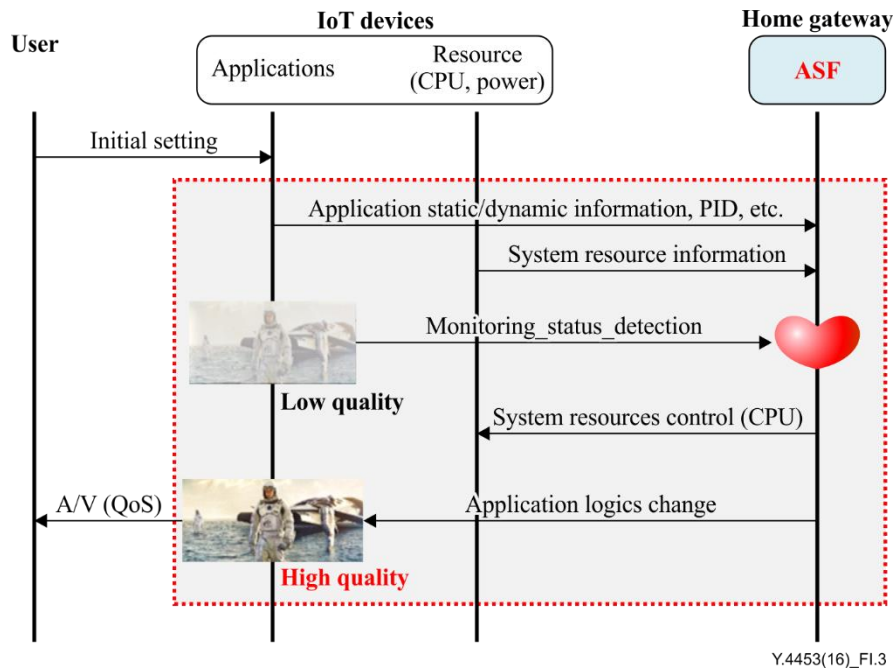 IoT devices
Home gateway
User
Applications
Resource
(CPU, power)
ASF
Initial setting
Application static/dynamic information, PID, etc.
System resource information
Monitoring_status_detection
Low quality
System resources control (CPU)
A/V (QoS)
Application logics change
High quality
Y.4453(16)_FI.3